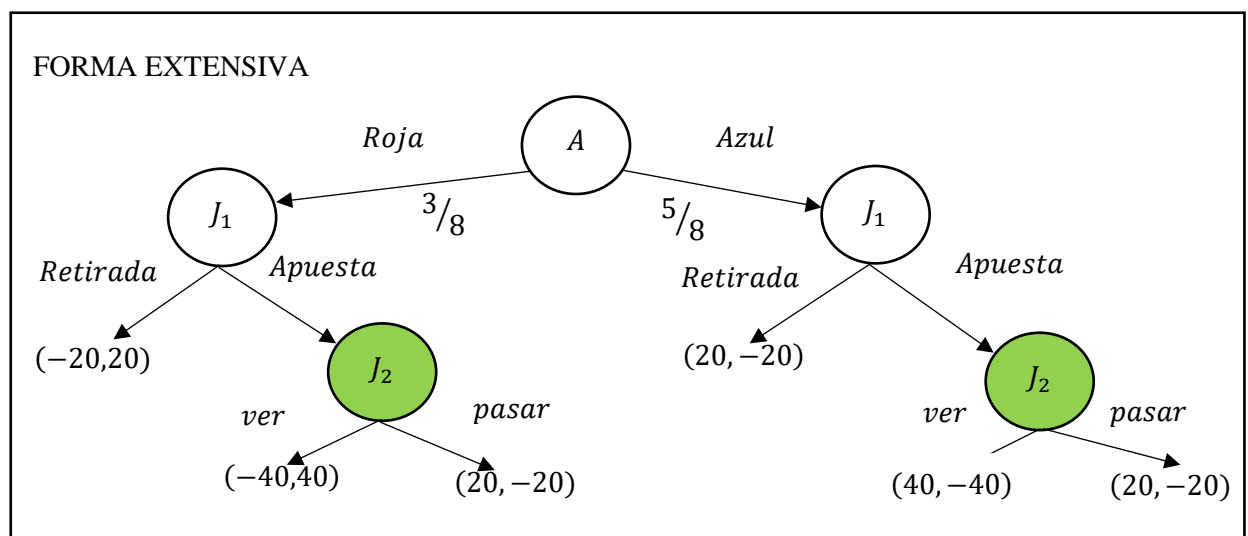 FORMA EXTENSIVA
Roja A Azul
J₁ 3/8 5/8 J₁
Retirada Apuesta Retirada Apuesta
(−20,20) J₂ (20,−20) J₂
ver pasar ver pasar
(−40,40) (20,−20) (40,−40) (20,−20)